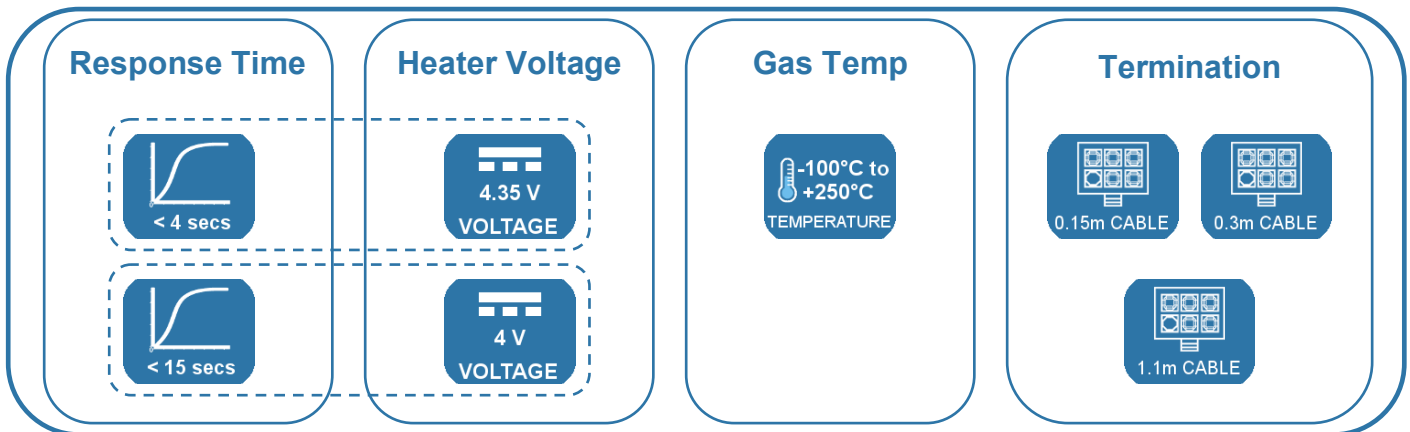 Response Time
Heater Voltage
Gas Temp
Termination
< 4 secs
4.35 V
VOLTAGE
-100°C to
+250°C
TEMPERATURE
0.15m CABLE
0.3m CABLE
< 15 secs
4 V
VOLTAGE
1.1m CABLE